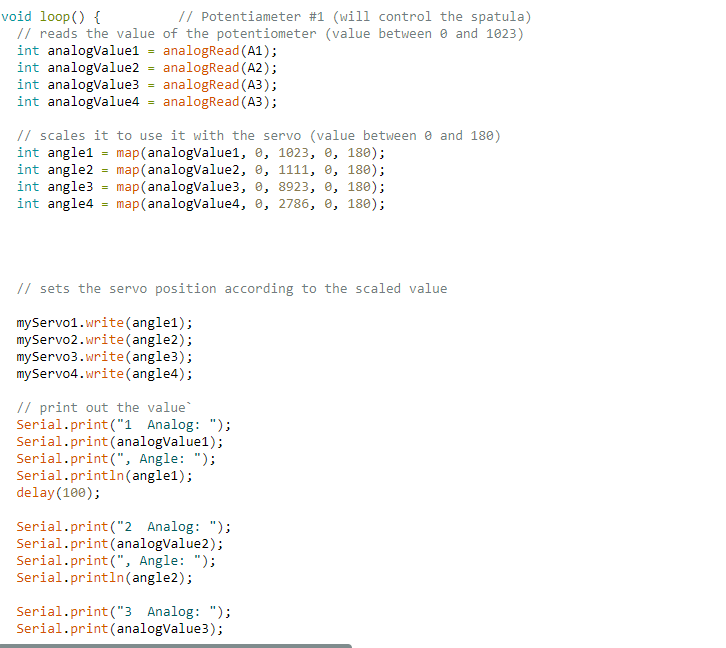 void loop() {          // Potentiameter #1 (will control the spatula)
  // reads the value of the potentiometer (value between 0 and 1023)
  int analogValue1 = analogRead(A1);
  int analogValue2 = analogRead(A2);
  int analogValue3 = analogRead(A3);
  int analogValue4 = analogRead(A3);
  // scales it to use it with the servo (value between 0 and 180)
  int angle1 = map(analogValue1, 0, 1023, 0, 180);
  int angle2 = map(analogValue2, 0, 1111, 0, 180);
  int angle3 = map(analogValue3, 0, 8923, 0, 180);
  int angle4 = map(analogValue4, 0, 2786, 0, 180);
  // sets the servo position according to the scaled value
  myServo1.write(angle1);
  myServo2.write(angle2);
  myServo3.write(angle3);
  myServo4.write(angle4);
  // print out the value`
  Serial.print("1  Analog: ");
  Serial.print(analogValue1);
  Serial.print(", Angle: ");
  Serial.println(angle1);
  delay(100);
  Serial.print("2  Analog: ");
  Serial.print(analogValue2);
  Serial.print(", Angle: ");
  Serial.println(angle2);
  Serial.print("3  Analog: ");
  Serial.print(analogValue3);